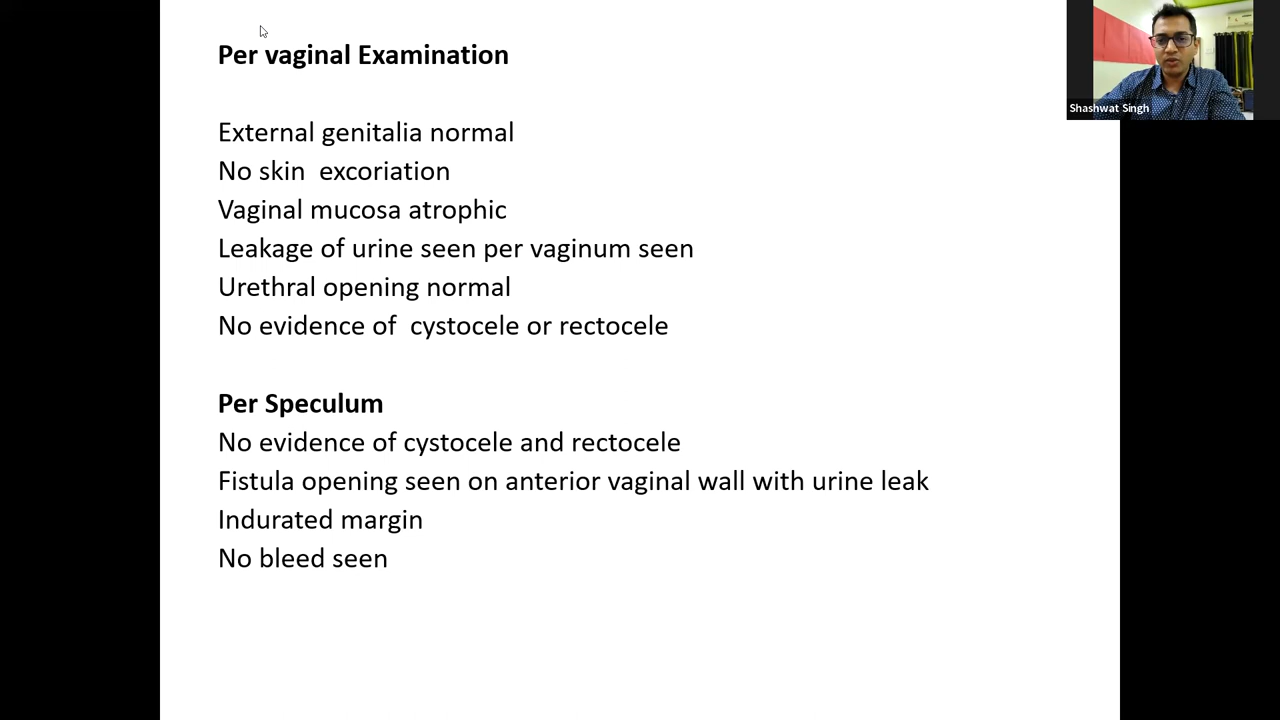 Per vaginal Examination
External genitalia normal
No skin  excoriation
Vaginal mucosa atrophic
Leakage of urine seen per vaginum seen
Urethral opening normal
No evidence of  cystocele or rectocele
Per Speculum
No evidence of cystocele and rectocele
Fistula opening seen on anterior vaginal wall with urine leak
Indurated margin
No bleed seen
Shashwat Singh